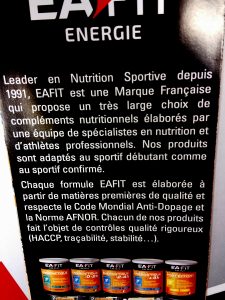 EAFIT
ENERGIE
Leader en Nutrition Sportive depuis
1991, EAFIT est une Marque Française
qui propose un très large choix de
compléments nutritionnels élaborés par
une équipe de spécialistes en nutrition et
d'athlètes professionnels. Nos produits
sont adaptés au sportif débutant comme
au sportif confirmé.
Chaque formule EAFIT est élaborée à
partir de matières premières de qualité et
respecte le Code Mondial Anti-Dopage et
la Norme AFNOR. Chacun de nos produits
fait l'objet de contrôles qualité rigoureux
(HACCP, traçabilité, stabilité...).